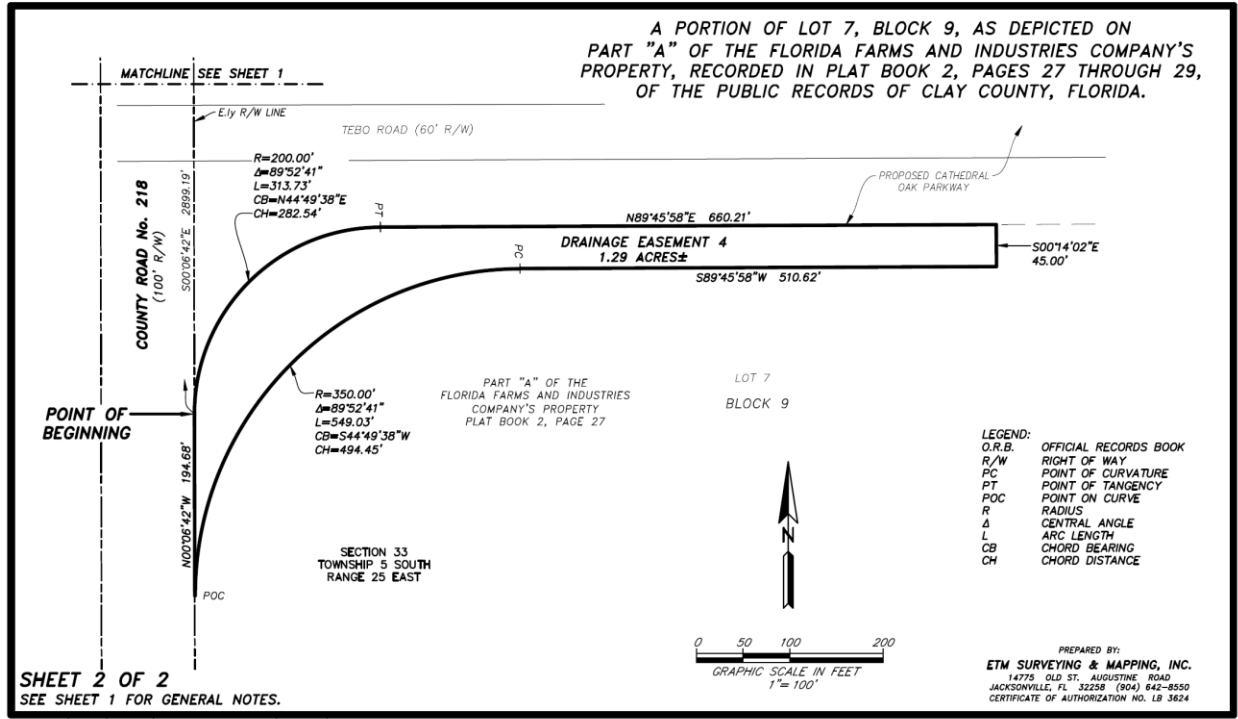 A PORTION OF LOT 7, BLOCK 9, AS DEPICTED ON
PART "A" OF THE FLORIDA FARMS AND INDUSTRIES COMPANY'S
PROPERTY, RECORDED IN PLAT BOOK 2, PAGES 27 THROUGH 29,
OF THE PUBLIC RECORDS OF CLAY COUNTY, FLORIDA.
MATCHLINE SEE SHEET 1
E.ly R/W LINE
TEBO ROAD (60' R/W)
COUNTY ROAD No. 218
(100' R/W)
S00°06'42"E 2899.19'
R=200.00'
Δ=89°52'41"
L=313.73'
CB=N44°49'38"E
CH=282.54'
PT
PROPOSED CATHEDRAL
OAK PARKWAY
N89°45'58"E 660.21'
DRAINAGE EASEMENT 4
1.29 ACRES±
S00°14'02"E
45.00'
PC
S89°45'58"W 510.62'
POINT OF
BEGINNING
N00°06'42"W 194.68'
R=350.00'
Δ=89°52'41"
L=549.03'
CB=S44°49'38"W
CH=494.45'
PART "A" OF THE
FLORIDA FARMS AND INDUSTRIES
COMPANY'S PROPERTY
PLAT BOOK 2, PAGE 27
LOT 7
BLOCK 9
SECTION 33
TOWNSHIP 5 SOUTH
RANGE 25 EAST
POC
N
LEGEND:
O.R.B. OFFICIAL RECORDS BOOK
R/W RIGHT OF WAY
PC POINT OF CURVATURE
PT POINT OF TANGENCY
POC POINT ON CURVE
R RADIUS
Δ CENTRAL ANGLE
L ARC LENGTH
CB CHORD BEARING
CH CHORD DISTANCE
0 50 100 200
GRAPHIC SCALE IN FEET
1"= 100'
SHEET 2 OF 2
SEE SHEET 1 FOR GENERAL NOTES.
PREPARED BY:
ETM SURVEYING & MAPPING, INC.
14775 OLD ST. AUGUSTINE ROAD
JACKSONVILLE, FL 32258 (904) 642-8550
CERTIFICATE OF AUTHORIZATION NO. LB 3624